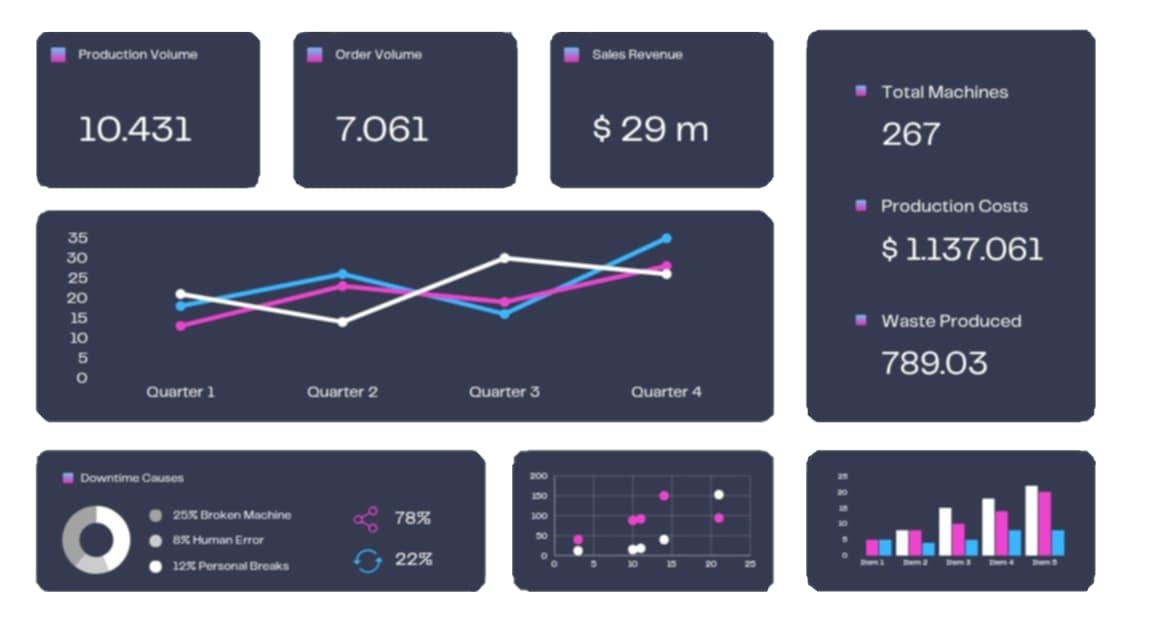 Production Volume
10.431
Order Volume
7.061
Sales Revenue
$ 29 m
Total Machines
267
Production Costs
$ 1.137.061
Waste Produced
789.03
35
30
25
20
15
10
5
0
Quarter 1 Quarter 2 Quarter 3 Quarter 4
Downtime Causes
25% Broken Machine
8% Human Error
12% Personal Breaks
78%
22%
200
150
100
50
0
0 5 10 15 20 25
25
20
15
10
5
0
Item 1 Item 2 Item 3 Item 4 Item 5